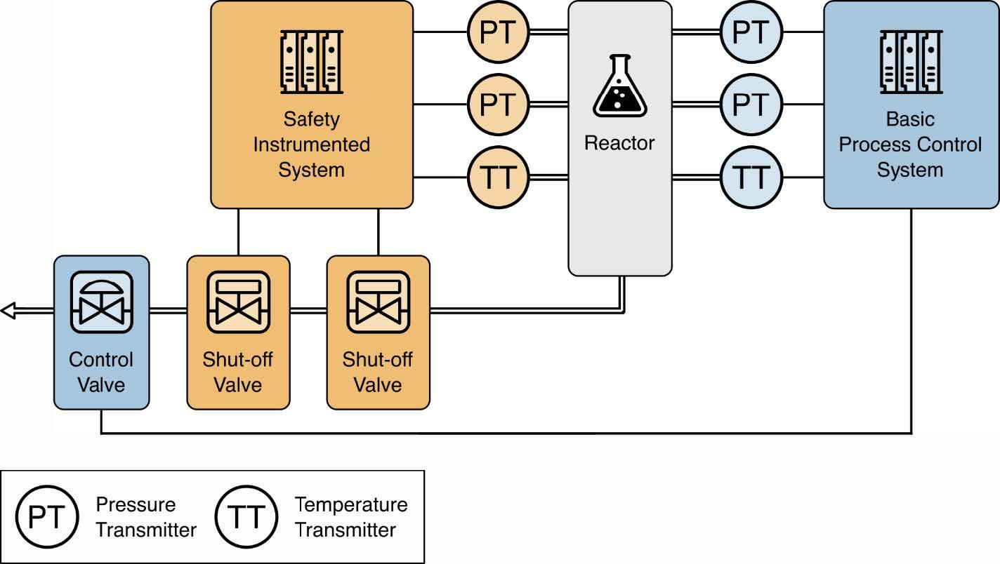 PT
PT
PT
PT
TT
TT
Safety
Instrumented
System
Reactor
Basic
Process Control
System
Control
Valve
Shut-off
Valve
Shut-off
Valve
PT
Pressure
Transmitter
TT
Temperature
Transmitter